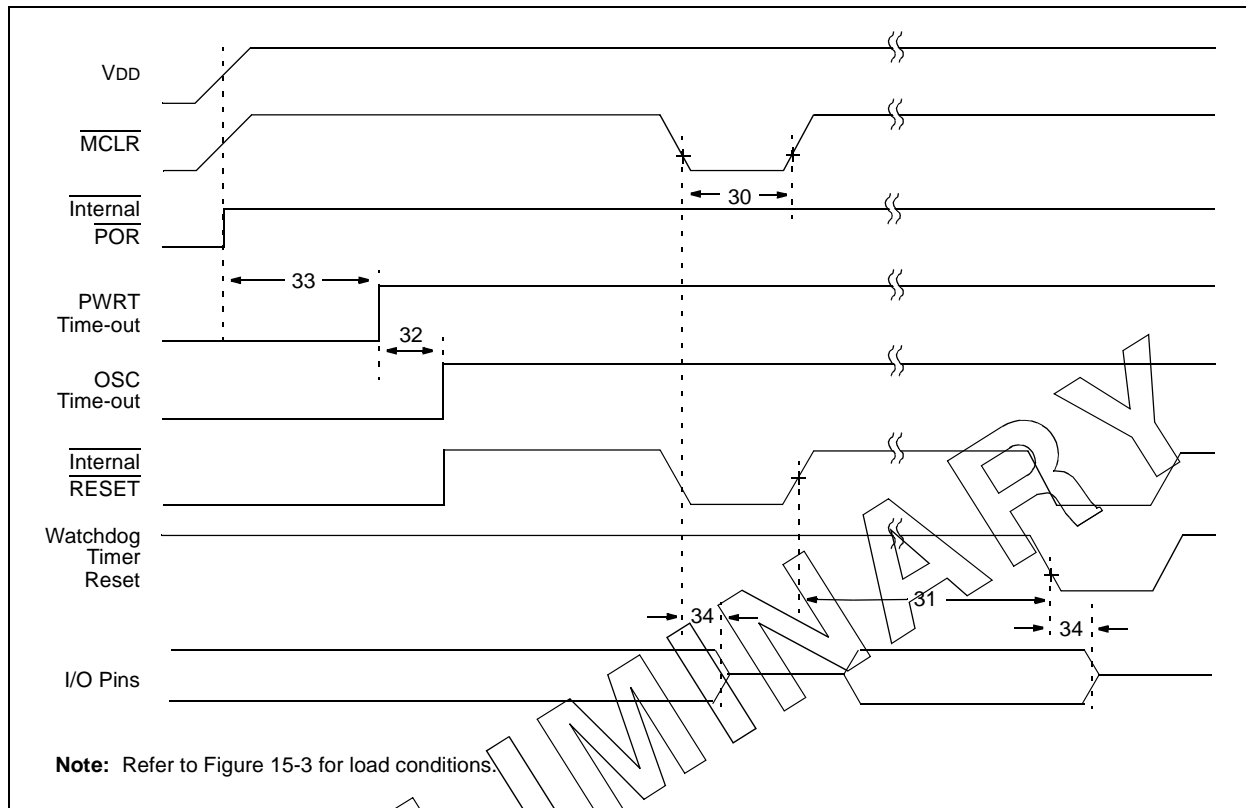 VDD
MCLR
Internal
POR
30
33
PWRT
Time-out
32
OSC
Time-out
Internal
RESET
Watchdog
Timer
Reset
31
34
34
I/O Pins
IMINARY
Note: Refer to Figure 15-3 for load conditions.